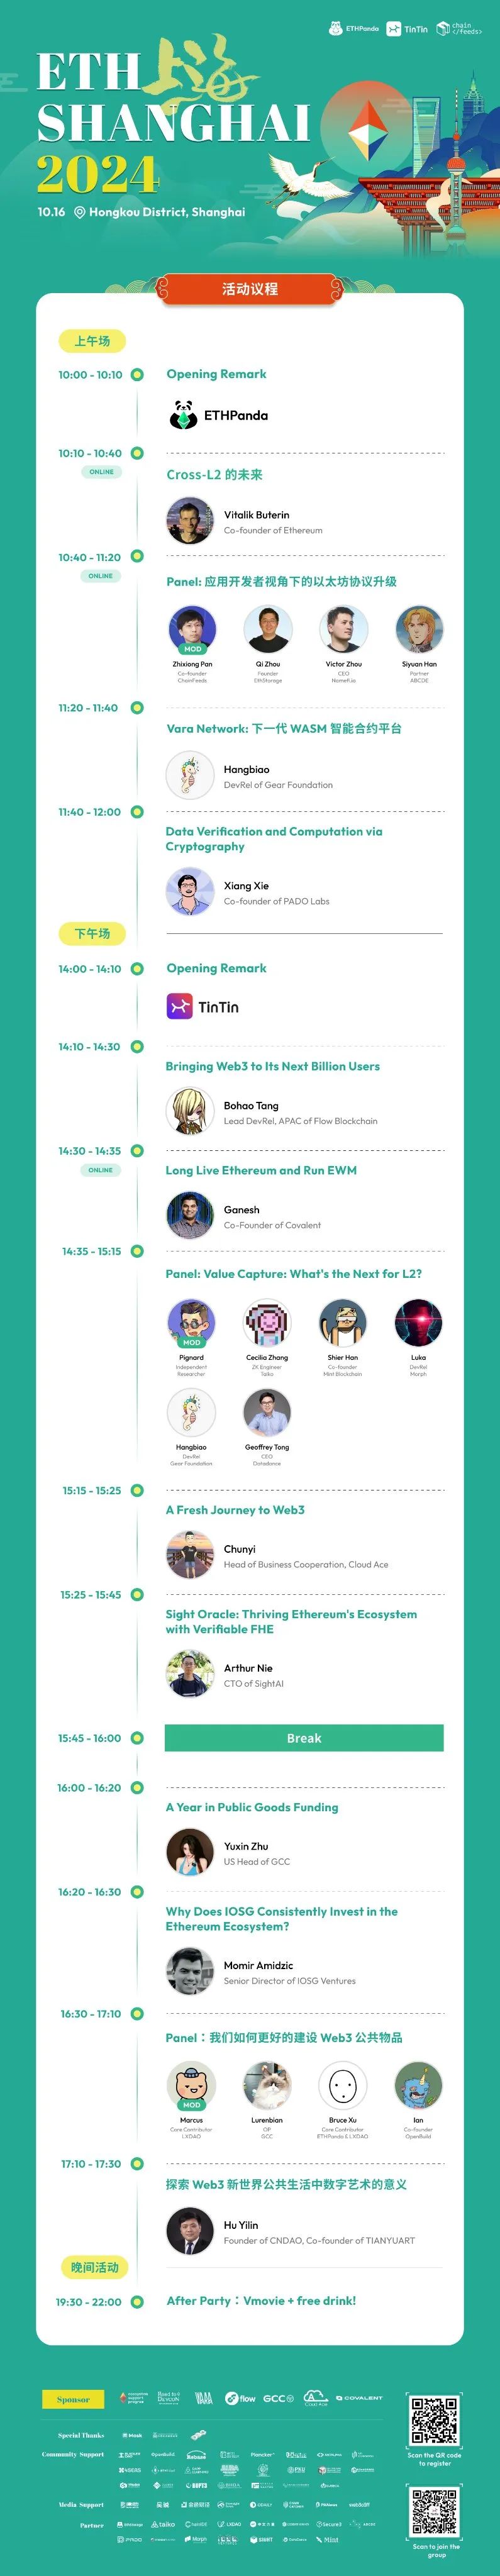 ETHPanda
TinTin
chain
</feeds>
ETH上海
SHANGHAI
2024
10.16 Hongkou District, Shanghai
活动议程
上午场
10:00 - 10:10
Opening Remark
ETHPanda
10:10 - 10:40
ONLINE
Cross-L2 的未来
Vitalik Buterin
Co-founder of Ethereum
10:40 - 11:20
ONLINE
Panel: 应用开发者视角下的以太坊协议升级
MOD
Zhixiong Pan
Co-founder
ChainFeeds
Qi Zhou
Founder
EthStorage
Victor Zhou
CEO
Namefi.io
Siyuan Han
Partner
ABCDE
11:20 - 11:40
Vara Network: 下一代 WASM 智能合约平台
Hangbiao
DevRel of Gear Foundation
11:40 - 12:00
Data Verification and Computation via
Cryptography
Xiang Xie
Co-founder of PADO Labs
下午场
14:00 - 14:10
Opening Remark
TinTin
14:10 - 14:30
Bringing Web3 to Its Next Billion Users
Bohao Tang
Lead DevRel, APAC of Flow Blockchain
14:30 - 14:35
ONLINE
Long Live Ethereum and Run EWM
Ganesh
Co-Founder of Covalent
14:35 - 15:15
Panel: Value Capture: What's the Next for L2?
MOD
Pignard
Independent
Researcher
Cecilia Zhang
ZK Engineer
Taiko
Shier Han
Co-founder
Mint Blockchain
Luka
DevRel
Morph
Hangbiao
DevRel
Gear Foundation
Geoffrey Tong
CEO
Datadance
15:15 - 15:25
A Fresh Journey to Web3
Chunyi
Head of Business Cooperation, Cloud Ace
15:25 - 15:45
Sight Oracle: Thriving Ethereum's Ecosystem
with Verifiable FHE
Arthur Nie
CTO of SightAI
15:45 - 16:00
Break
16:00 - 16:20
A Year in Public Goods Funding
Yuxin Zhu
US Head of GCC
16:20 - 16:30
Why Does IOSG Consistently Invest in the
Ethereum Ecosystem?
Momir Amidzic
Senior Director of IOSG Ventures
16:30 - 17:10
Panel：我们如何更好的建设 Web3 公共物品
MOD
Marcus
Core Contributor
LXDAO
Lurenbian
OP
GCC
Bruce Xu
Core Contributor
ETHPanda & LXDAO
Ian
Co-Founder
OpenBuild
17:10 - 17:30
探索 Web3 新世界公共生活中数字艺术的意义
Hu Yilin
Founder of CNDAO, Co-founder of TIANYUART
晚间活动
19:30 - 22:00
After Party：Vmovie + free drink!
Sponsor
VARA
flow
GCC
COVALENT
Special Thanks
Mask
Community Support
OpenBuild
Plancker
Media Support
Partner
EthStorage
taiko
LXDAO
Secure3
ABCDE
PADO
Morph
SIGHT
DataDance
Mint
Scan the QR code
to register
Scan to join the
group